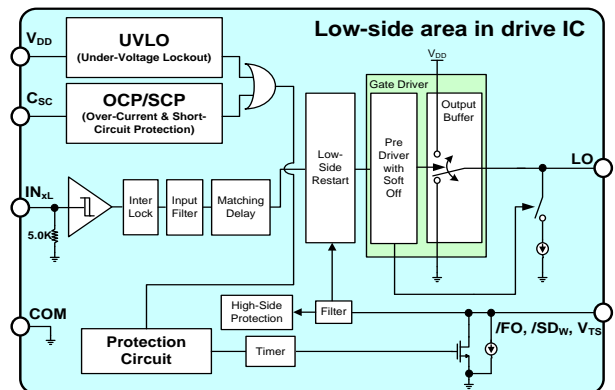 Low-side area in drive IC
VDD
UVLO
(Under-Voltage Lockout)
CSC
OCP/SCP
(Over-Current & Short-
Circuit Protection)
VDD
Gate Driver
Output
Buffer
Low-
Side
Restart
Pre
Driver
with
Soft
Off
LO
INxL
5.0K
Inter
Lock
Input
Filter
Matching
Delay
COM
High-Side
Protection
Filter
/FO, /SDW, VTS
Protection
Circuit
Timer